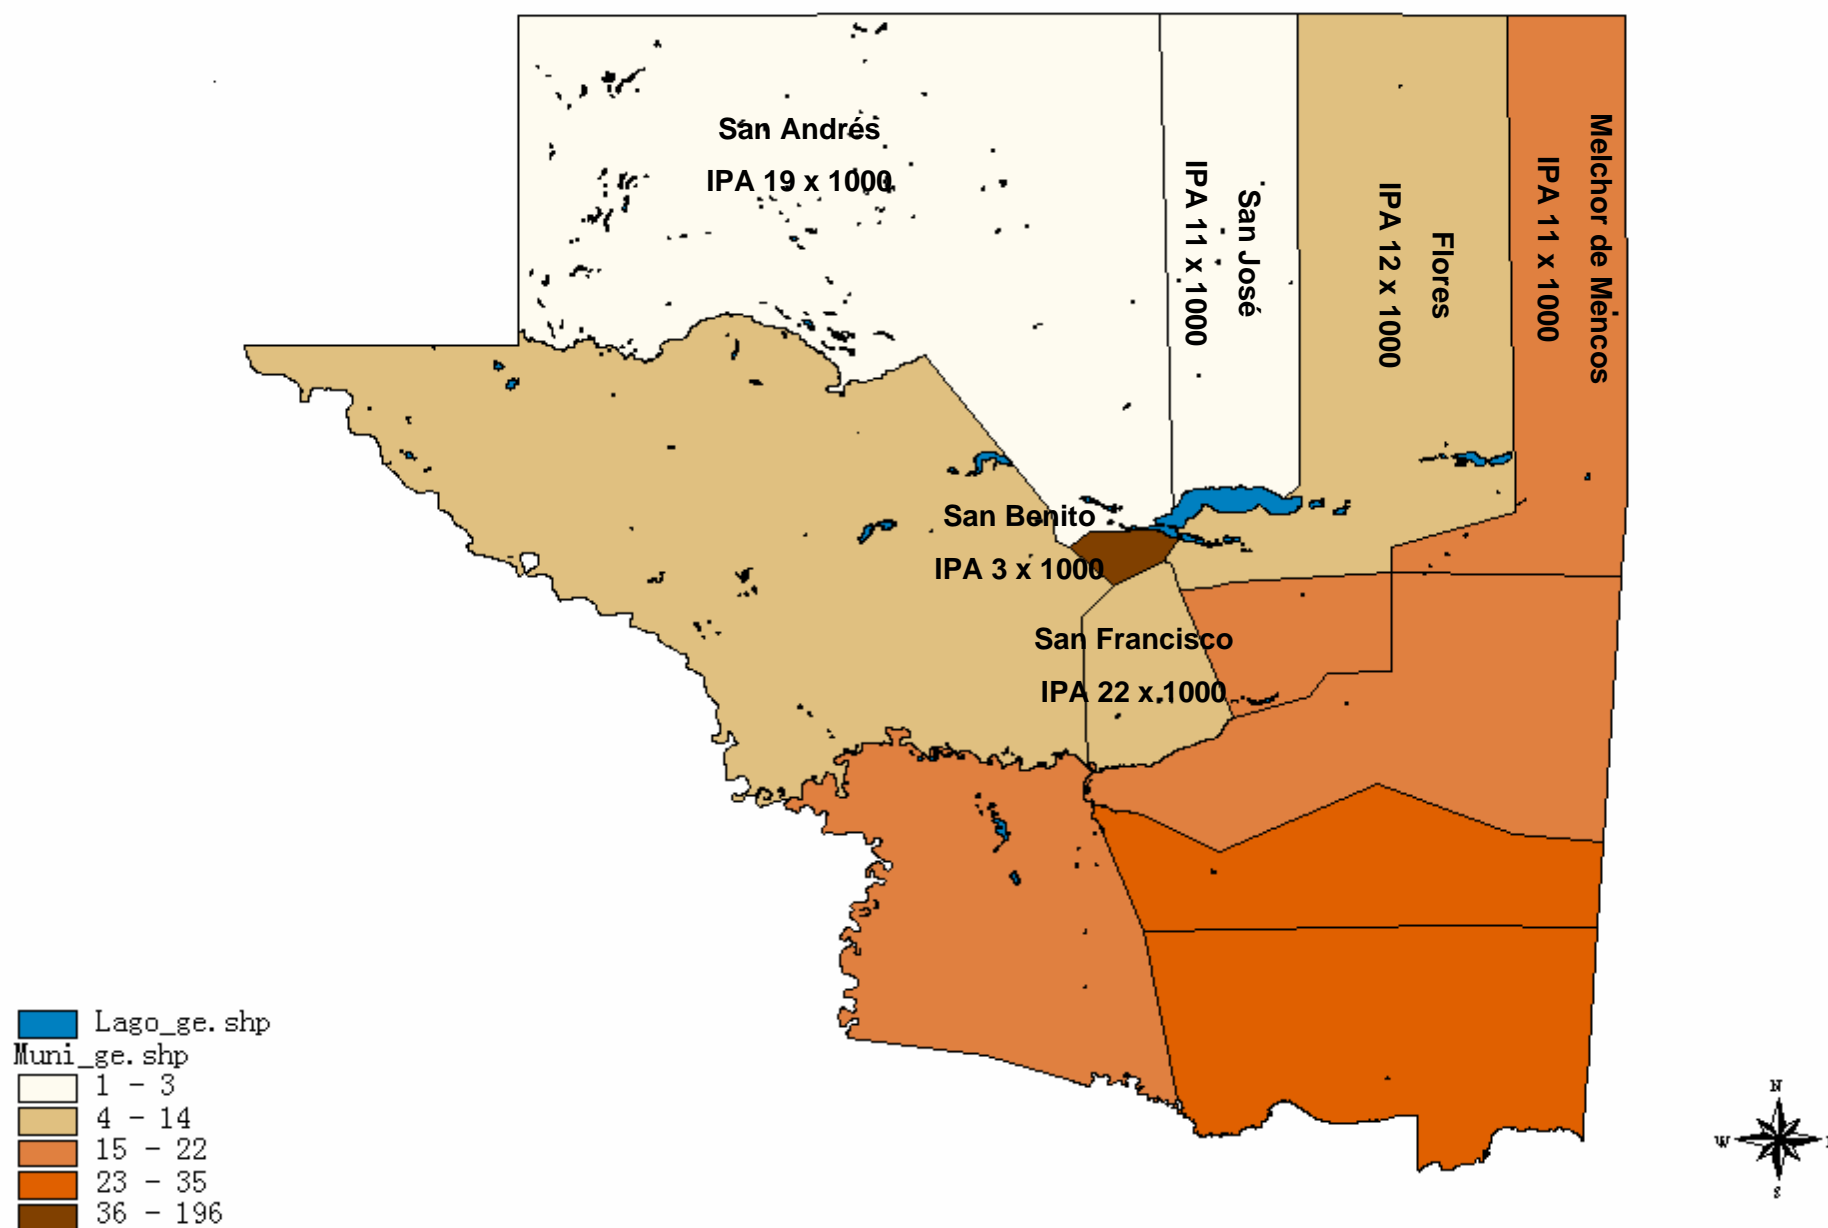 San Andrés
IPA 19 x 1000
San José
IPA 11 x 1000
Flores
IPA 12 x 1000
Melchor de Mencos
IPA 11 x 1000
San Benito
IPA 3 x 1000
San Francisco
IPA 22 x 1000
Lago_ge.shp
Muni_ge.shp
1 - 3
4 - 14
15 - 22
23 - 35
36 - 196
N
W
S